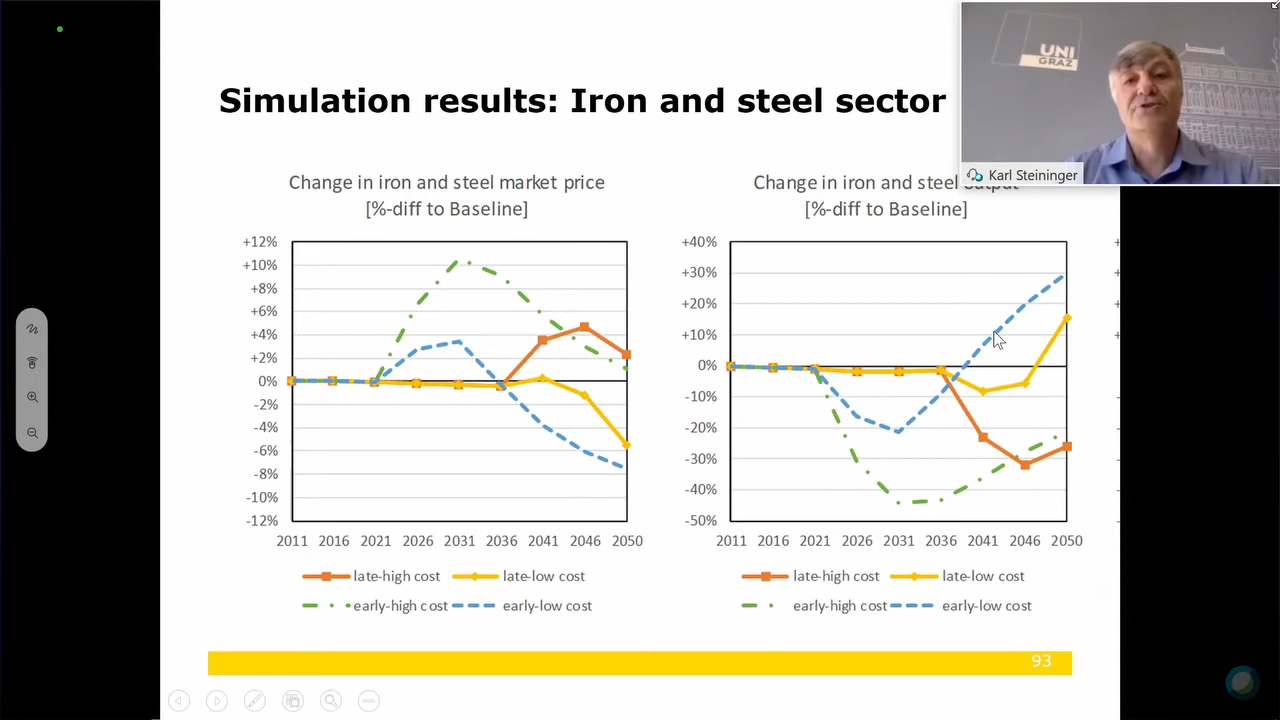 UNI
GRAZ
Karl Steininger
Simulation results: Iron and steel sector
Change in iron and steel market price
[%-diff to Baseline]
+12%
+10%
+8%
+6%
+4%
+2%
0%
-2%
-4%
-6%
-8%
-10%
-12%
2011 2016 2021 2026 2031 2036 2041 2046 2050
late-high cost late-low cost
early-high cost early-low cost
Change in iron and steel output
[%-diff to Baseline]
+40%
+30%
+20%
+10%
0%
-10%
-20%
-30%
-40%
-50%
2011 2016 2021 2026 2031 2036 2041 2046 2050
late-high cost late-low cost
early-high cost early-low cost
93